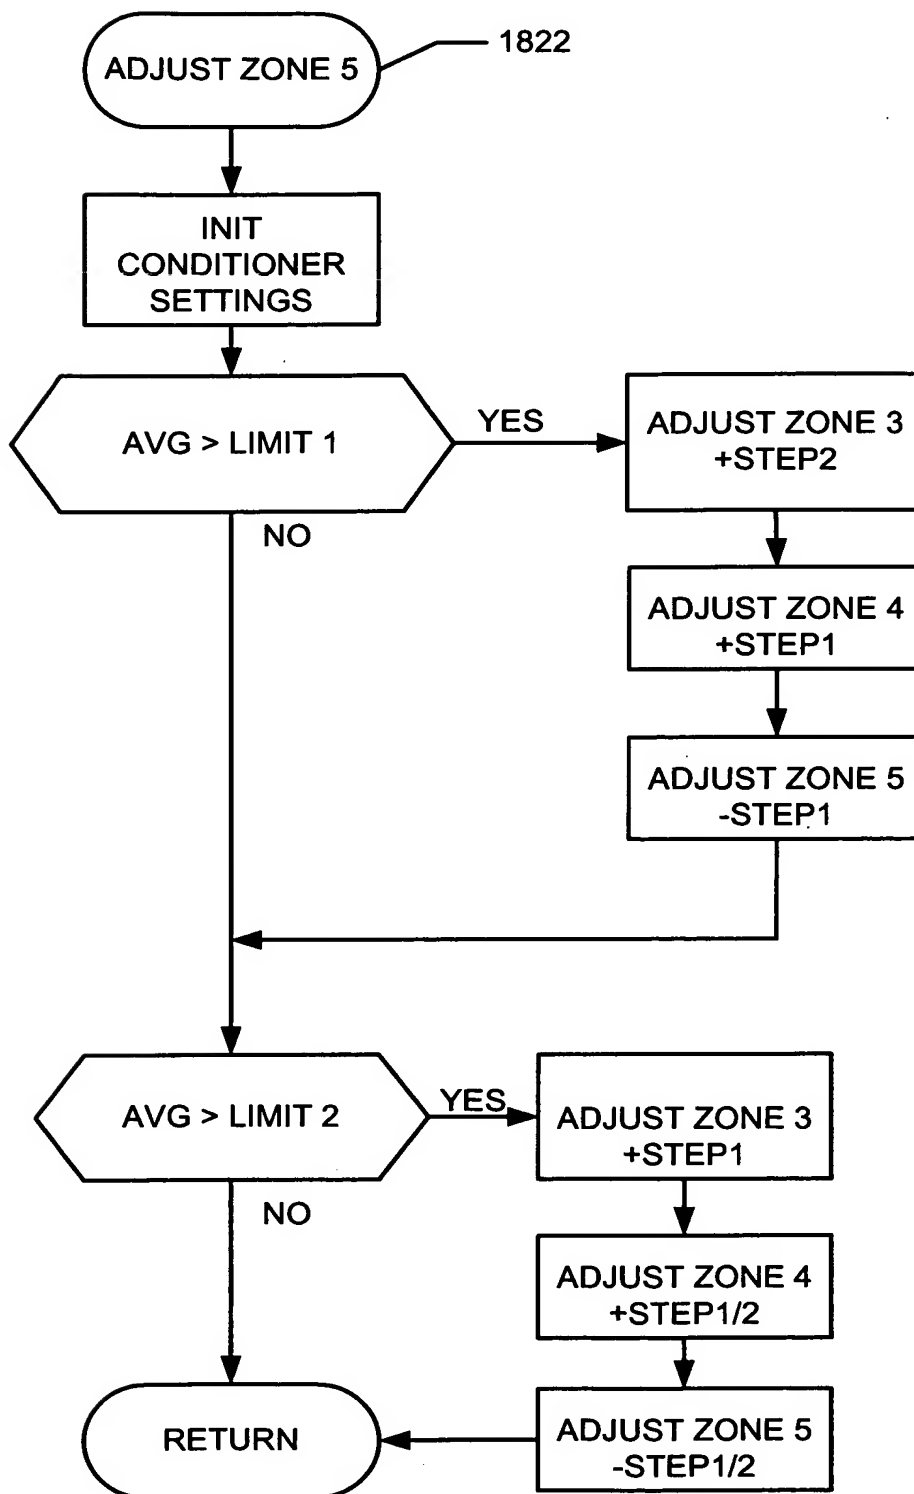 ADJUST ZONE 5
1822
INIT
CONDITIONER
SETTINGS
AVG > LIMIT 1
YES
NO
ADJUST ZONE 3
+STEP2
ADJUST ZONE 4
+STEP1
ADJUST ZONE 5
-STEP1
AVG > LIMIT 2
YES
NO
ADJUST ZONE 3
+STEP1
ADJUST ZONE 4
+STEP1/2
ADJUST ZONE 5
-STEP1/2
RETURN